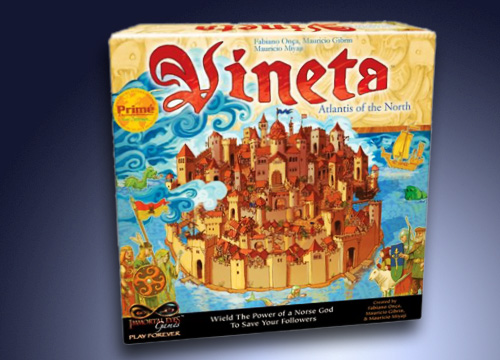 Fabiano Onça, Mauricio Gibrin
Mauricio Miyaji
Vineta
Atlantis of the North
Primé
Wield The Power of a Norse God
To Save Your Followers
IMMORTAL EYES
Games
PLAY FOREVER
Created by
Fabiano Onça,
Mauricio Gibrin,
& Mauricio Miyaji